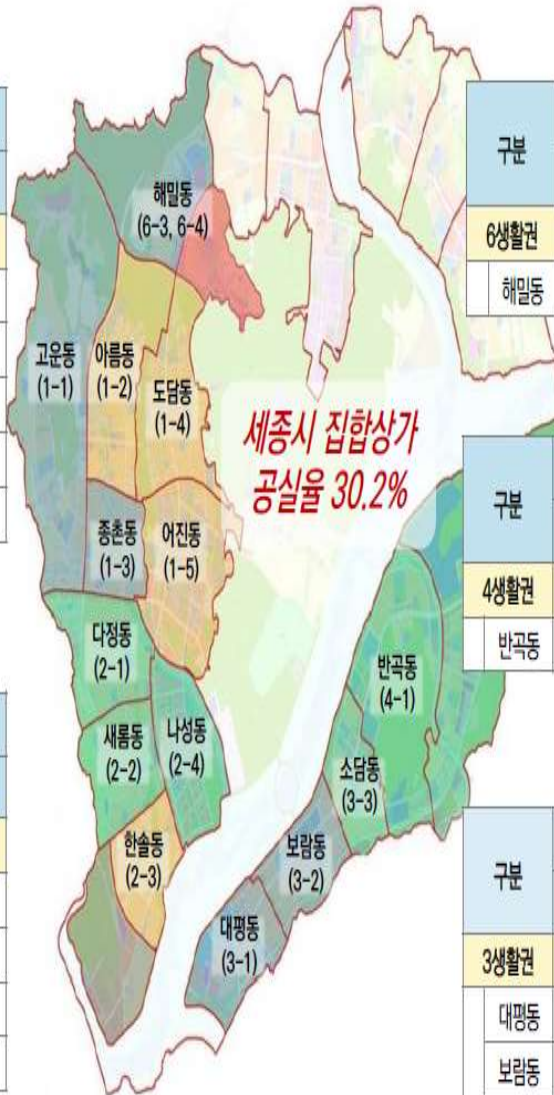 해밀동
(6-3, 6-4)
고운동
(1-1)
아름동
(1-2)
도담동
(1-4)
세종시 집합상가
공실율 30.2%
종촌동
(1-3)
어진동
(1-5)
다정동
(2-1)
새롬동
(2-2)
나성동
(2-4)
한솔동
(2-3)
반곡동
(4-1)
소담동
(3-3)
보람동
(3-2)
대평동
(3-1)
구분
6생활권
해밀동
구분
4생활권
반곡동
구분
3생활권
대평동
보람동